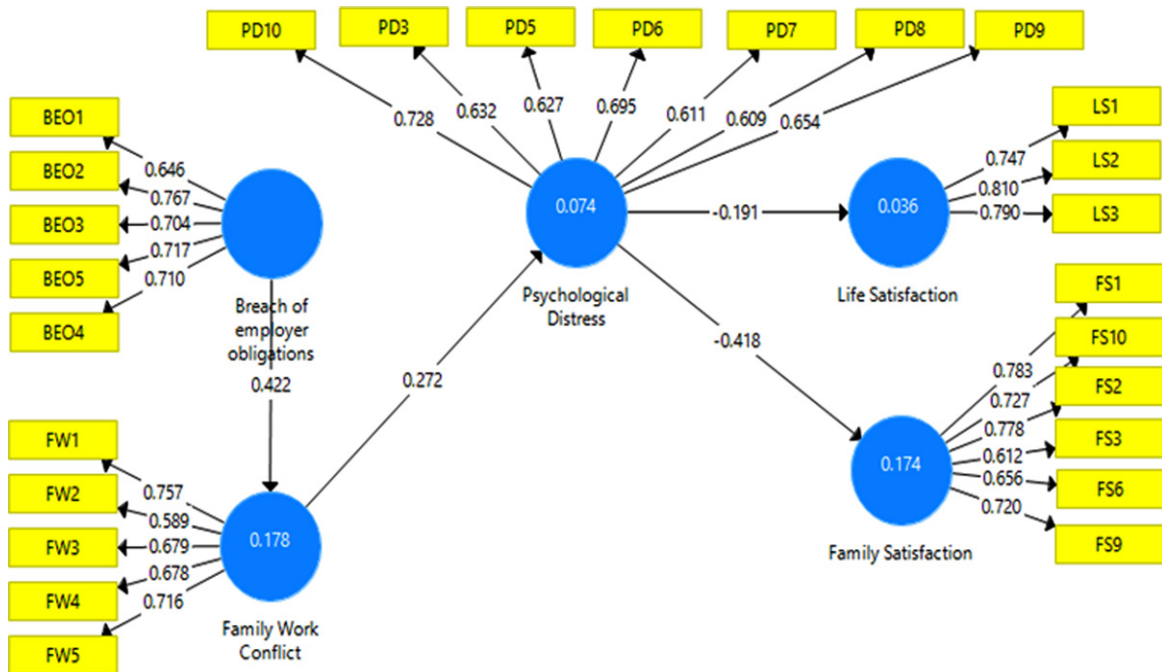 PD10
PD3
PD5
PD6
PD7
PD8
PD9
0.728
0.632
0.627
0.695
0.611
0.609
0.654
BEO1
BEO2
BEO3
BEO5
BEO4
0.646
0.767
0.704
0.717
0.710
Breach of
employer
obligations
0.422
0.074
Psychological
Distress
-0.191
0.036
Life Satisfaction
0.747
0.810
0.790
LS1
LS2
LS3
0.272
-0.418
FW1
FW2
FW3
FW4
FW5
0.757
0.589
0.679
0.678
0.716
0.178
Family Work
Conflict
0.174
Family Satisfaction
0.783
0.727
0.778
0.612
0.656
0.720
FS1
FS10
FS2
FS3
FS6
FS9